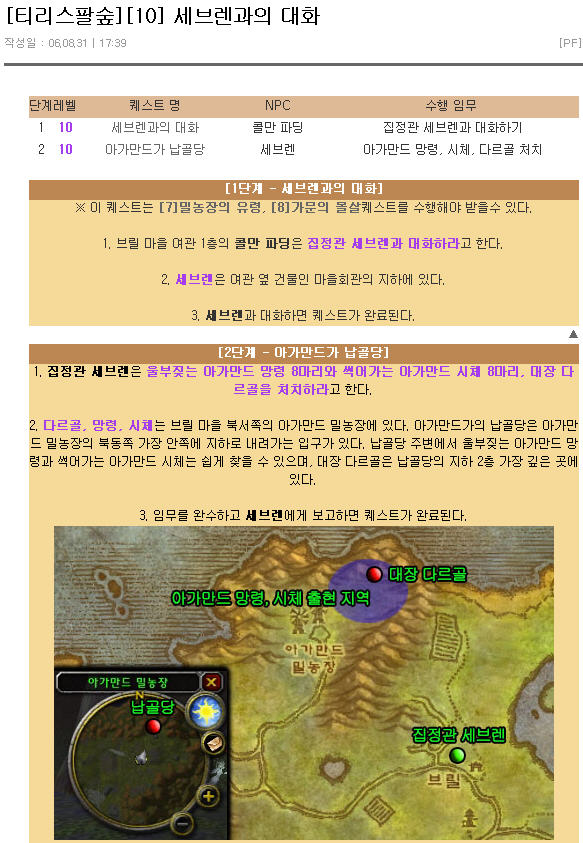 [티리스팔숲][10] 세브렌과의 대화
작성일 : 06.08.31 | 17:39 [PF]
단계레벨 퀘스트 명 NPC 수행 임무
1 10 세브렌과의 대화 콜만 파딩 집정관 세브렌과 대화하기
2 10 아가만드가 납골당 세브렌 아가만드 망령, 시체, 다르골 처치
[1단계 - 세브렌과의 대화]
※ 이 퀘스트는 [7]밀농장의 유령, [8]가문의 몰살퀘스트를 수행해야 받을수 있다.
1. 브릴 마을 여관 1층의 콜만 파딩은 집정관 세브렌과 대화하라고 한다.
2. 세브렌은 여관 옆 건물인 마을회관의 지하에 있다.
3. 세브렌과 대화하면 퀘스트가 완료된다.
▲
[2단계 - 아가만드가 납골당]
1. 집정관 세브렌은 울부짖는 아가만드 망령 8마리와 썩어가는 아가만드 시체 8마리, 대장 다
르골을 처치하라고 한다.
2. 다르골, 망령, 시체는 브릴 마을 북서쪽의 아가만드 밀농장에 있다. 아가만드가의 납골당은 아가만
드 밀농장의 북동쪽 가장 안쪽에 지하로 내려가는 입구가 있다. 납골당 주변에서 울부짖는 아가만드 망
령과 썩어가는 아가만드 시체는 쉽게 찾을 수 있으며, 대장 다르골은 납골당의 지하 2층 가장 깊은 곳에
있다.
3. 임무를 완수하고 세브렌에게 보고하면 퀘스트가 완료된다.
대장 다르골
아가만드 망령, 시체 출현 지역
아가만드
밀농장
아가만드 밀농장
N
납골당
집정관 세브렌
브릴